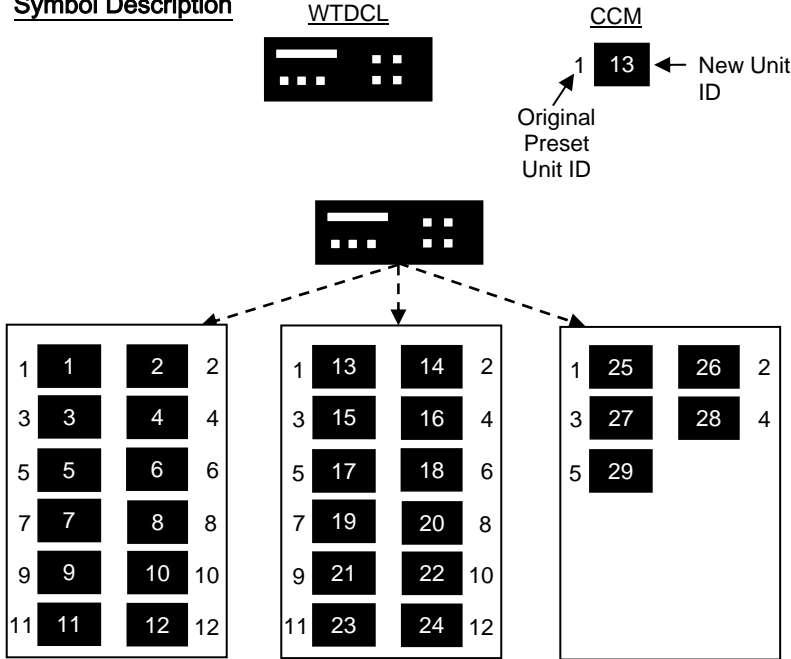 Symbol Description
WTDCL
CCM
1 13 New Unit
ID
Original
Preset
Unit ID
1 1 2 2
3 3 4 4
5 5 6 6
7 7 8 8
9 9 10 10
11 11 12 12
1 13 14 2
3 15 16 4
5 17 18 6
7 19 20 8
9 21 22 10
11 23 24 12
1 25 26 2
3 27 28 4
5 29